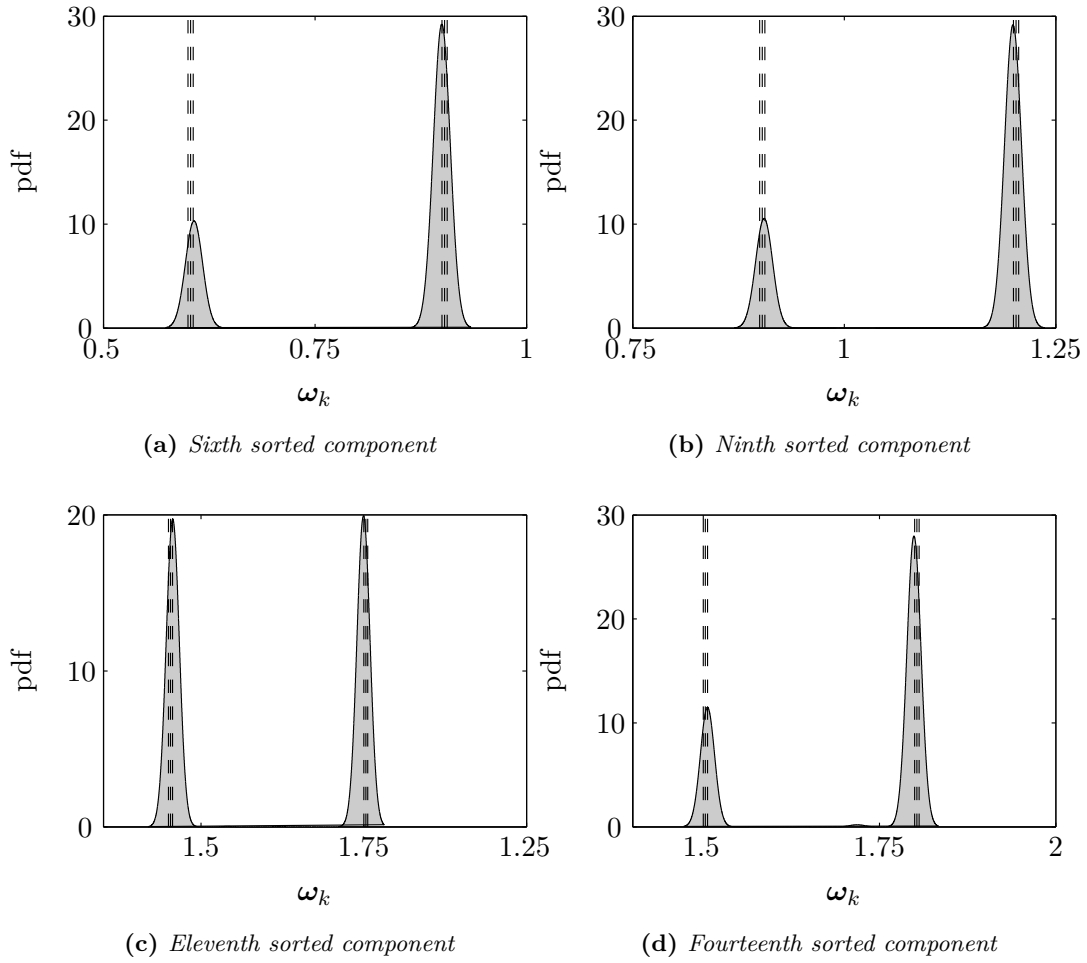 30
20
10
0
pdf
0.5
0.75
1
ω_k
(a) Sixth sorted component
30
20
10
0
pdf
0.75
1
1.25
ω_k
(b) Ninth sorted component
20
10
0
pdf
1.5
1.75
1.25
ω_k
(c) Eleventh sorted component
30
20
10
0
pdf
1.5
1.75
2
ω_k
(d) Fourteenth sorted component